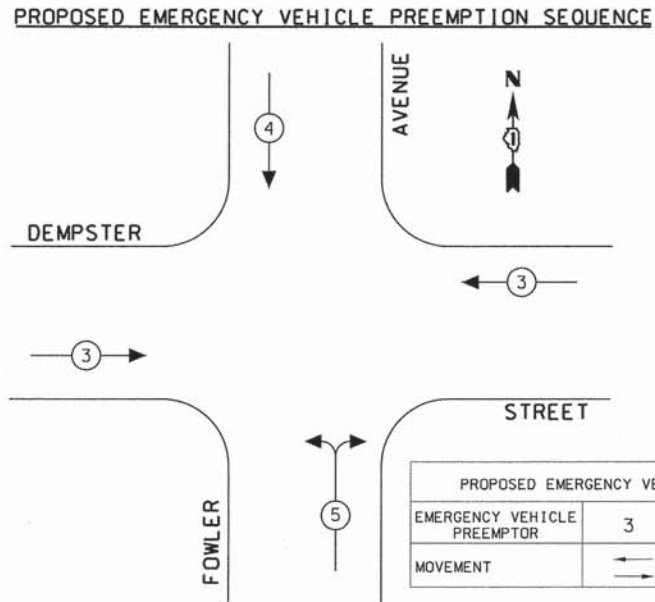 PROPOSED EMERGENCY VEHICLE PREEMPTION SEQUENCE
4
AVENUE
N
1
DEMPSTER
3
3
STREET
5
FOWLER
PROPOSED EMERGENCY VE
EMERGENCY VEHICLE
PREEMPTOR
3
MOVEMENT